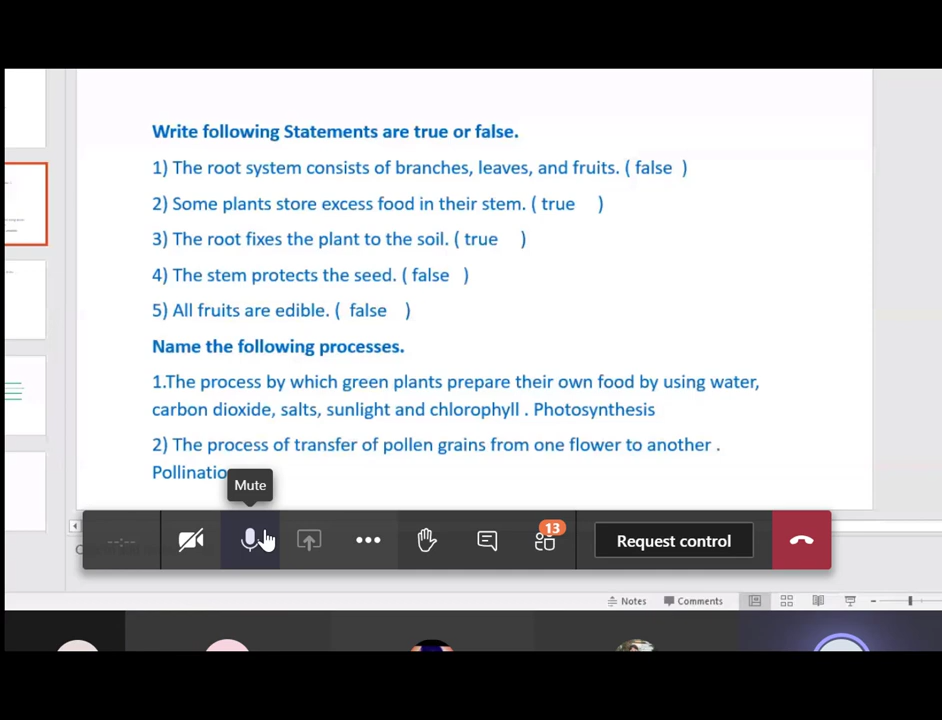 Write following Statements are true or false.
1) The root system consists of branches, leaves, and fruits. ( false )
2) Some plants store excess food in their stem. ( true )
3) The root fixes the plant to the soil. ( true )
4) The stem protects the seed. ( false )
5) All fruits are edible. ( false )
Name the following processes.
1.The process by which green plants prepare their own food by using water,
carbon dioxide, salts, sunlight and chlorophyll . Photosynthesis
2) The process of transfer of pollen grains from one flower to another .
Pollinatio
Mute
13
Request control
Notes Comments